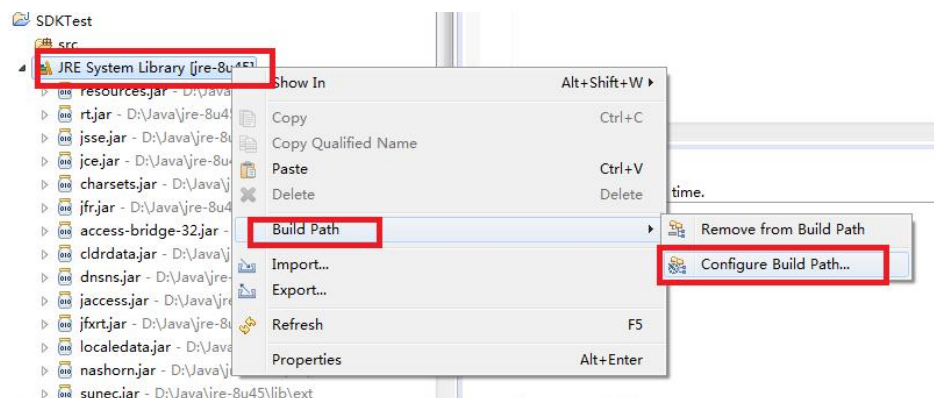 SDKTest
src
JRE System Library [jre-8u45]
resources.jar - D:\Java
rt.jar - D:\Java\jre-8u4
jsse.jar - D:\Java\jre-8u
jce.jar - D:\Java\jre-8u
charsets.jar - D:\Java\j
jfr.jar - D:\Java\jre-8u4
access-bridge-32.jar -
cldrdata.jar - D:\Java\j
dnsns.jar - D:\Java\jre
jaccess.jar - D:\Java\jre
jfxrt.jar - D:\Java\jre-8u
localedata.jar - D:\Java
nashorn.jar - D:\Java\j
sunec.jar - D:\Java\jre-8u45\lib\ext
Show In Alt+Shift+W
Copy Ctrl+C
Copy Qualified Name
Paste Ctrl+V
Delete Delete
Build Path
Import...
Export...
Refresh F5
Properties Alt+Enter
time.
Remove from Build Path
Configure Build Path...